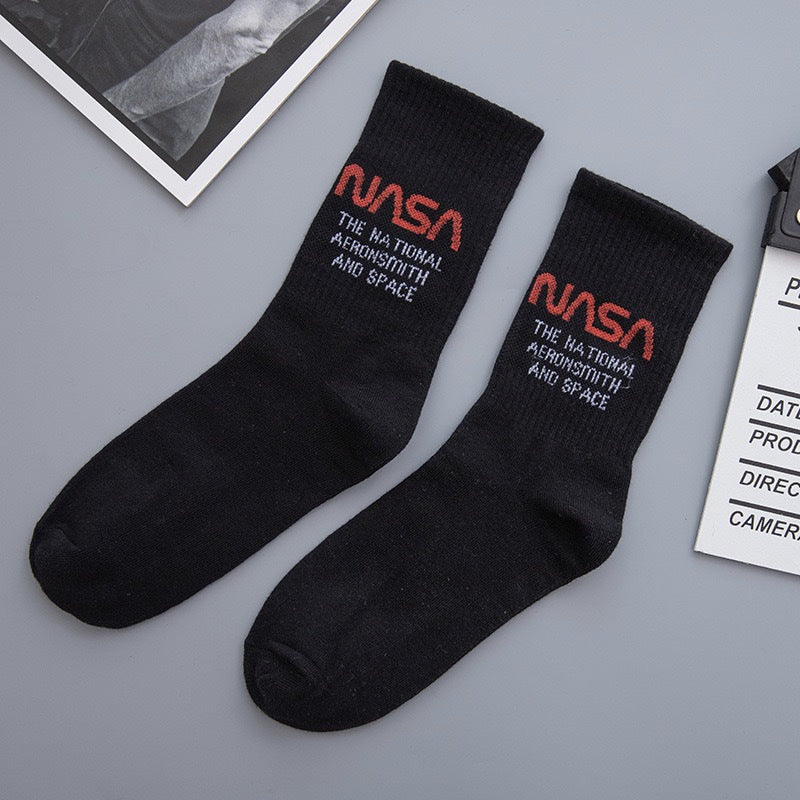 NASA
THE NATIONAL
AERONSMITH
AND SPACE
NASA
THE NATIONAL
AERONSMITH
AND SPACE
DATE
PROD
DIREC
CAMERA